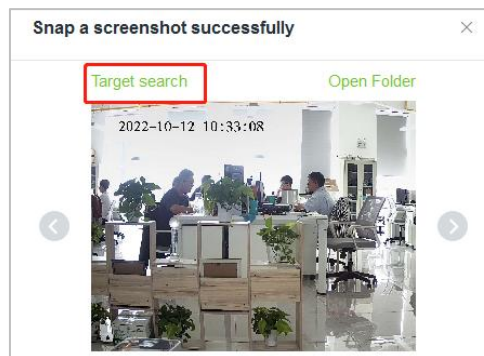 Snap a screenshot successfully
Target search Open Folder
2022-10-12 10:33:08